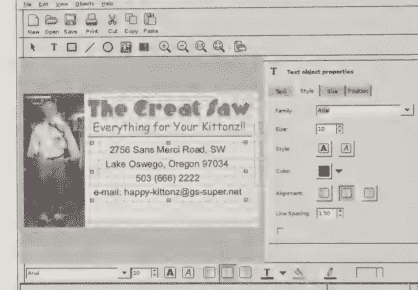 File Edit View Objects Help
New Open Save Print Cut Copy Paste
T
T Text object properties
Text Style Size Position
Family: Arial
Size: 10
Style: A A
Color:
Alignment:
Line Spacing: 1.50
The Great Saw
Everything for Your Kittonz!!
2756 Sans Merci Road, SW
Lake Oswego, Oregon 97034
503 (666) 2222
e-mail: happy-kittonz@gs-super.net
Arial 10 A A T